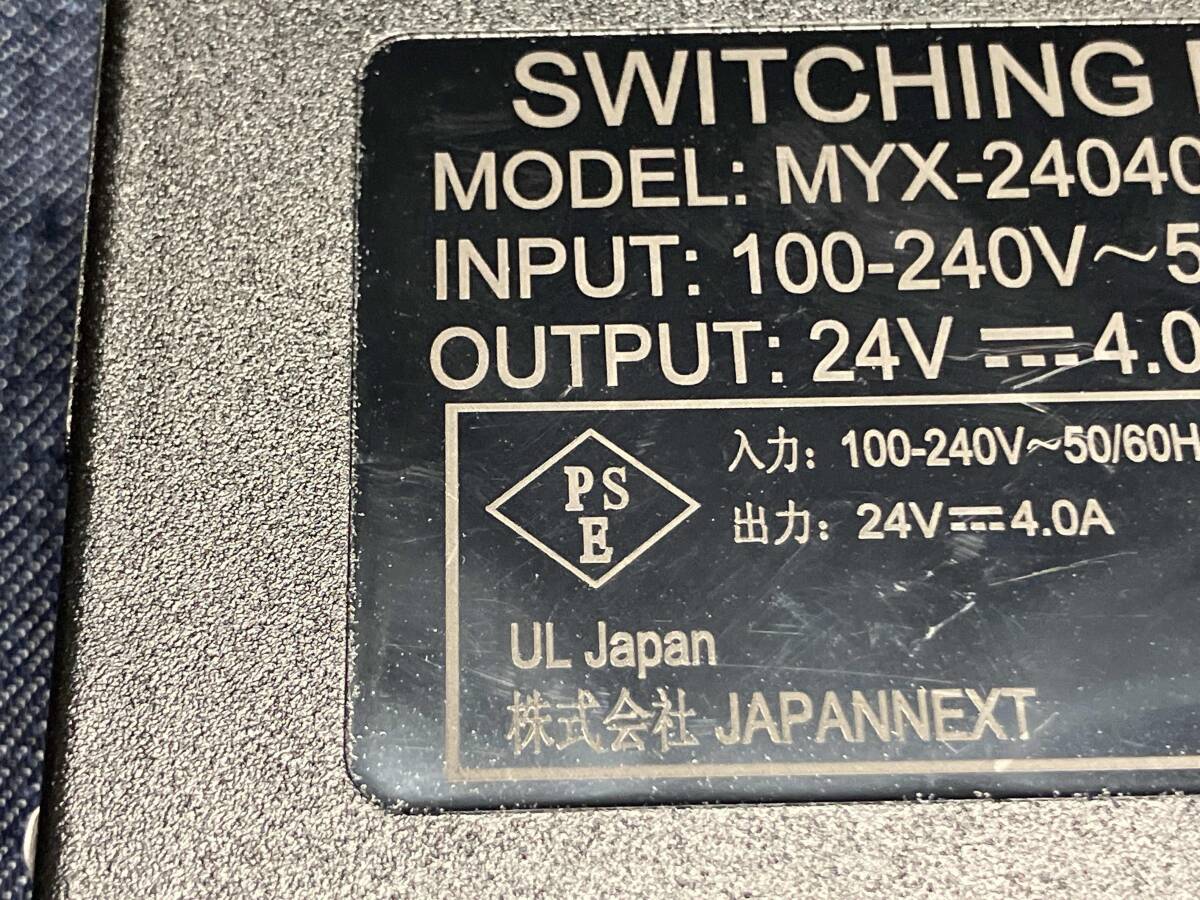 SWITCHING
MODEL: MYX-24040
INPUT: 100-240V～5
OUTPUT: 24V⎓4.0
入力: 100-240V～50/60H
PS
E
出力: 24V⎓4.0A
UL Japan
株式会社 JAPANNEXT